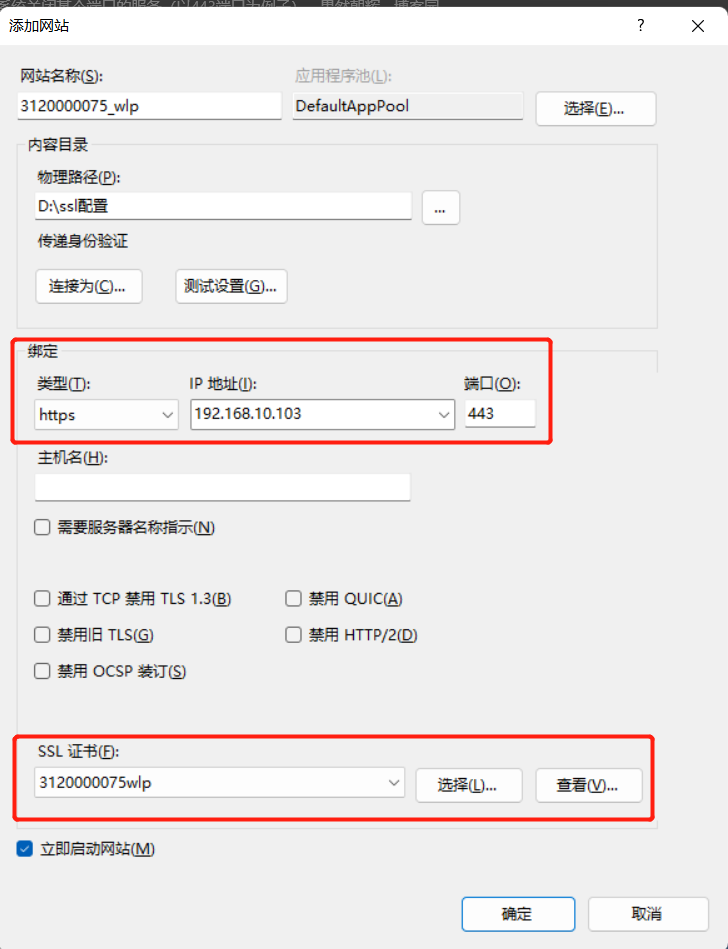 添加网站 ?
网站名称(S): 应用程序池(L):
3120000075_wlp DefaultAppPool 选择(E)...
内容目录
物理路径(P):
D:\ssl配置 ...
传递身份验证
连接为(C)... 测试设置(G)...
绑定
类型(T): IP 地址(I): 端口(O):
https 192.168.10.103 443
主机名(H):
需要服务器名称指示(N)
通过 TCP 禁用 TLS 1.3(B) 禁用 QUIC(A)
禁用旧 TLS(G) 禁用 HTTP/2(D)
禁用 OCSP 装订(S)
SSL 证书(F):
3120000075wlp 选择(L)... 查看(V)...
立即启动网站(M)
确定 取消